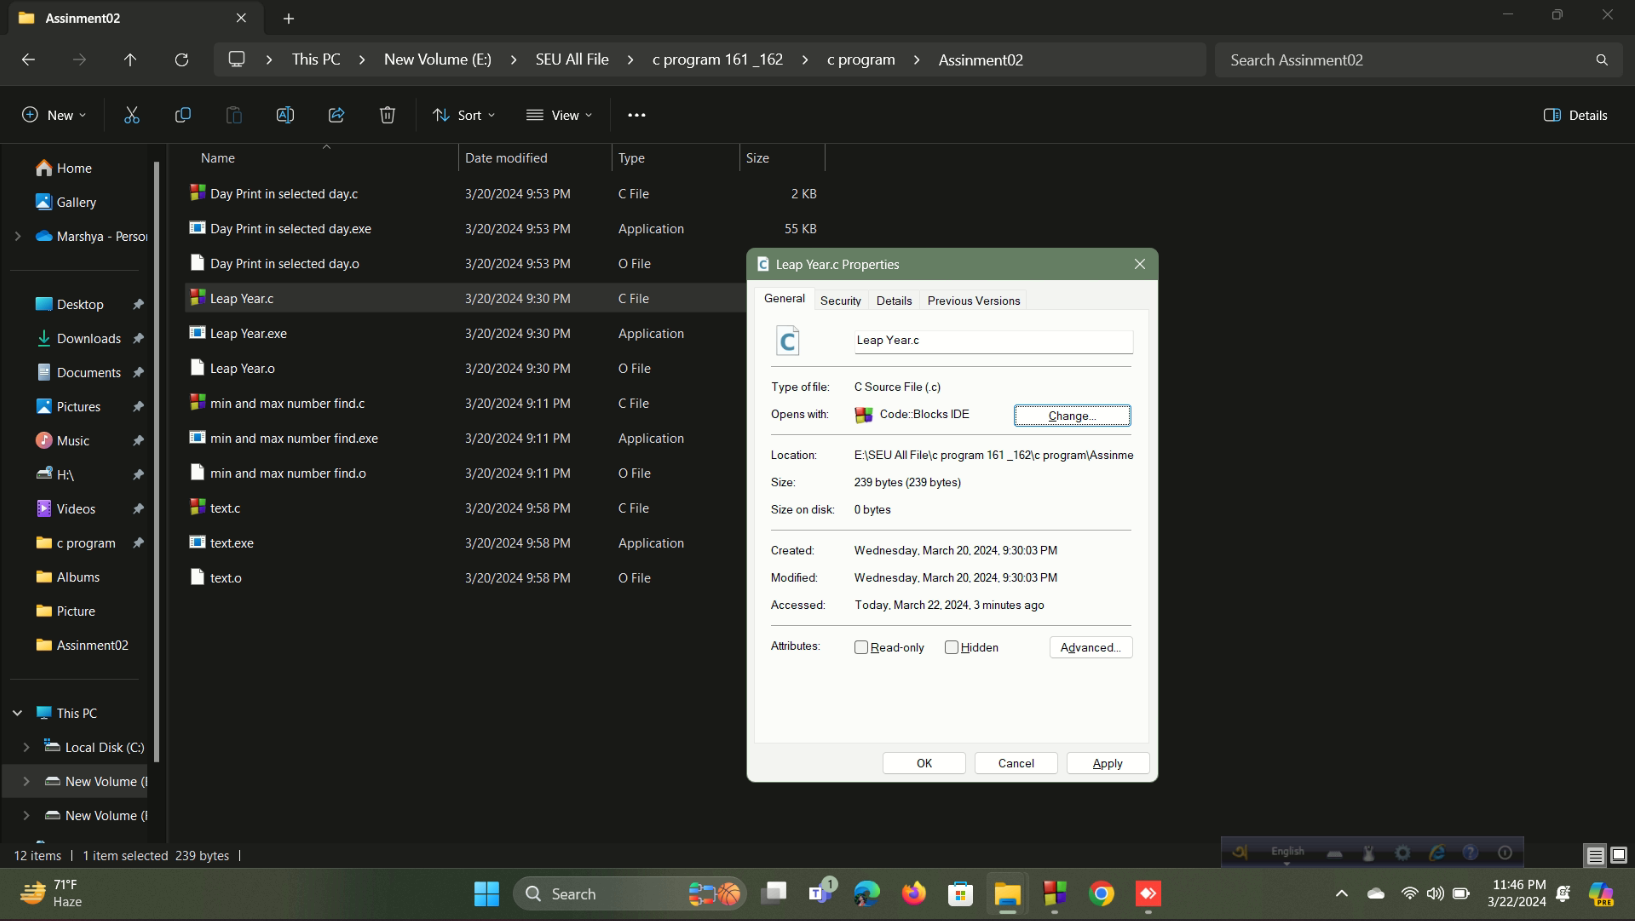 Assinment02
This PC > New Volume (E:) > SEU All File > c program 161 _162 > c program > Assinment02
Search Assinment02
New
Sort
View
Details
Name Date modified Type Size
Home
Gallery
Marshya - Perso
Desktop
Downloads
Documents
Pictures
Music
H:\
Videos
c program
Albums
Picture
Assinment02
This PC
Local Disk (C:)
New Volume (
New Volume (
Day Print in selected day.c 3/20/2024 9:53 PM C File 2 KB
Day Print in selected day.exe 3/20/2024 9:53 PM Application 55 KB
Day Print in selected day.o 3/20/2024 9:53 PM O File
Leap Year.c 3/20/2024 9:30 PM C File
Leap Year.exe 3/20/2024 9:30 PM Application
Leap Year.o 3/20/2024 9:30 PM O File
min and max number find.c 3/20/2024 9:11 PM C File
min and max number find.exe 3/20/2024 9:11 PM Application
min and max number find.o 3/20/2024 9:11 PM O File
text.c 3/20/2024 9:58 PM C File
text.exe 3/20/2024 9:58 PM Application
text.o 3/20/2024 9:58 PM O File
Leap Year.c Properties
General Security Details Previous Versions
Leap Year.c
Type of file: C Source File (.c)
Opens with: Code::Blocks IDE Change...
Location: E:\SEU All File\c program 161 _162\c program\Assinme
Size: 239 bytes (239 bytes)
Size on disk: 0 bytes
Created: Wednesday, March 20, 2024, 9:30:03 PM
Modified: Wednesday, March 20, 2024, 9:30:03 PM
Accessed: Today, March 22, 2024, 3 minutes ago
Attributes: Read-only Hidden Advanced...
OK Cancel Apply
12 items | 1 item selected 239 bytes |
English
71°F
Haze
Search
1
11:46 PM
3/22/2024
PRE